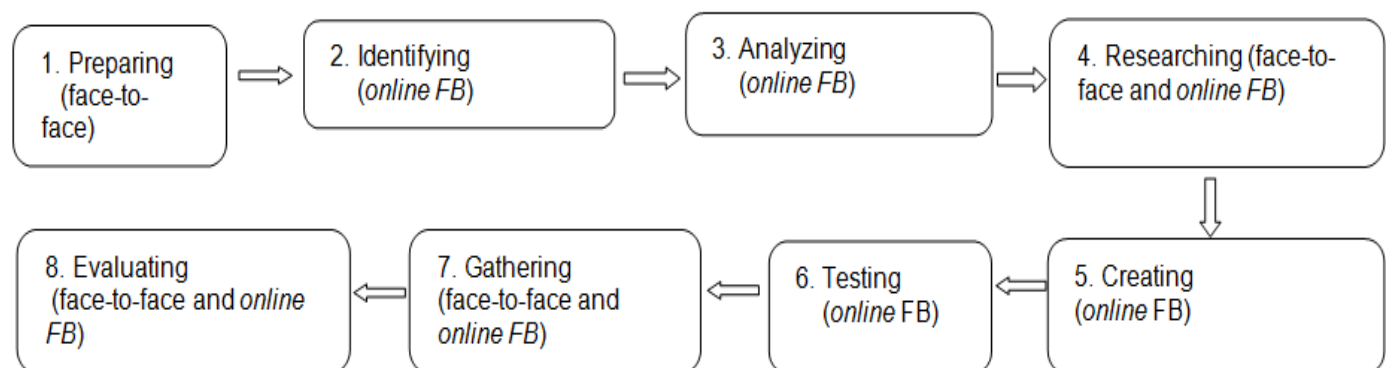 1. Preparing
(face-to-
face)
2. Identifying
(online FB)
3. Analyzing
(online FB)
4. Researching (face-to-
face and online FB)
5. Creating
(online FB)
6. Testing
(online FB)
7. Gathering
(face-to-face and
online FB)
8. Evaluating
(face-to-face and online
FB)